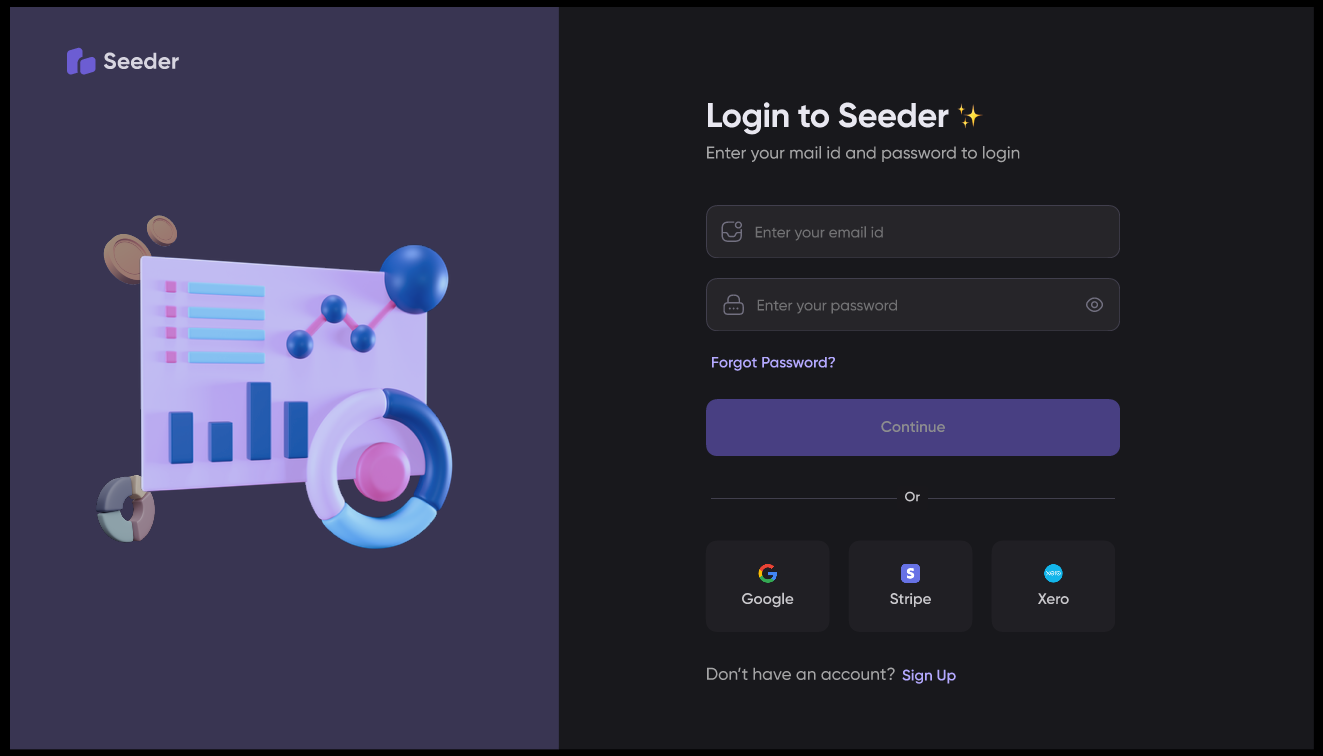 Seeder
Login to Seeder
Enter your mail id and password to login
Enter your email id
Enter your password
Forgot Password?
Continue
Or
S
xero
Google
Stripe
Xero
Don’t have an account? Sign Up